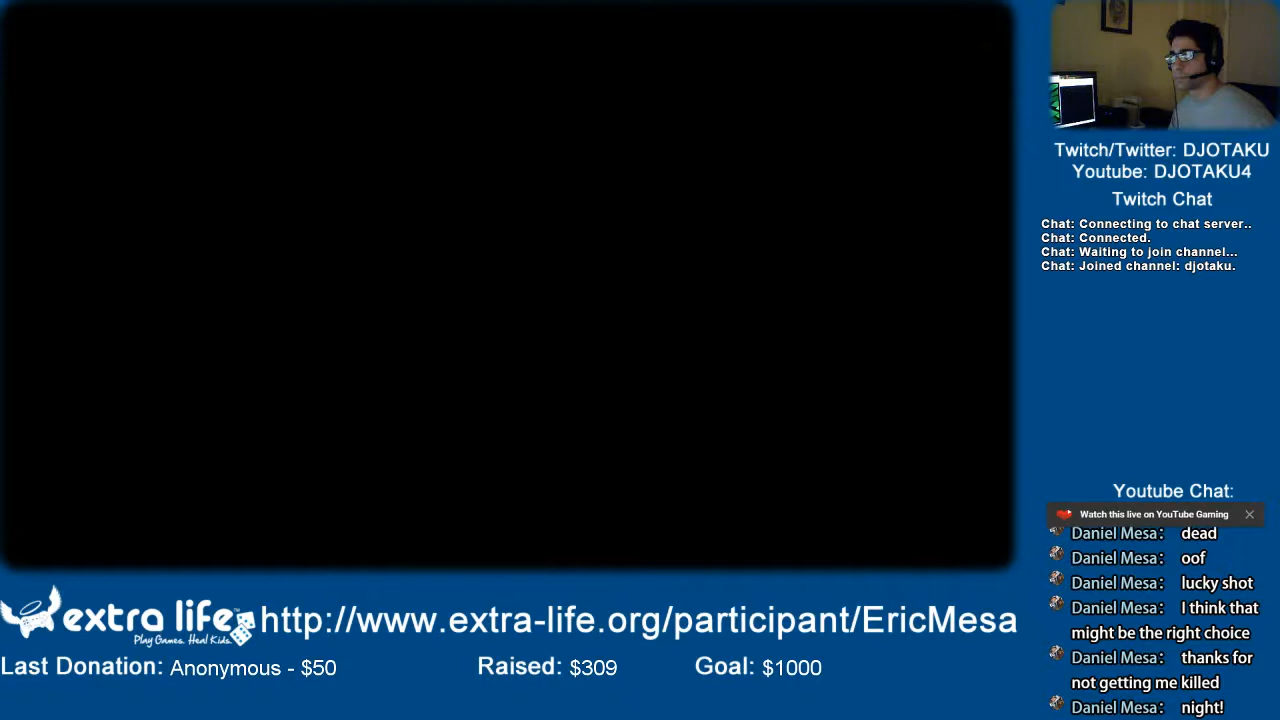 Twitch/Twitter: DJOTAKU
Youtube: DJOTAKU4
Twitch Chat
Chat: Connecting to chat server..
Chat: Connected.
Chat: Waiting to join channel...
Chat: Joined channel: djotaku.
Youtube Chat:
Watch this live on YouTube Gaming
Daniel Mesa: dead
Daniel Mesa: oof
Daniel Mesa: lucky shot
Daniel Mesa: I think that
might be the right choice
Daniel Mesa: thanks for
not getting me killed
Daniel Mesa: night!
extra life
Play Games. Heal Kids.
http://www.extra-life.org/participant/EricMesa
Last Donation: Anonymous - $50 Raised: $309 Goal: $1000